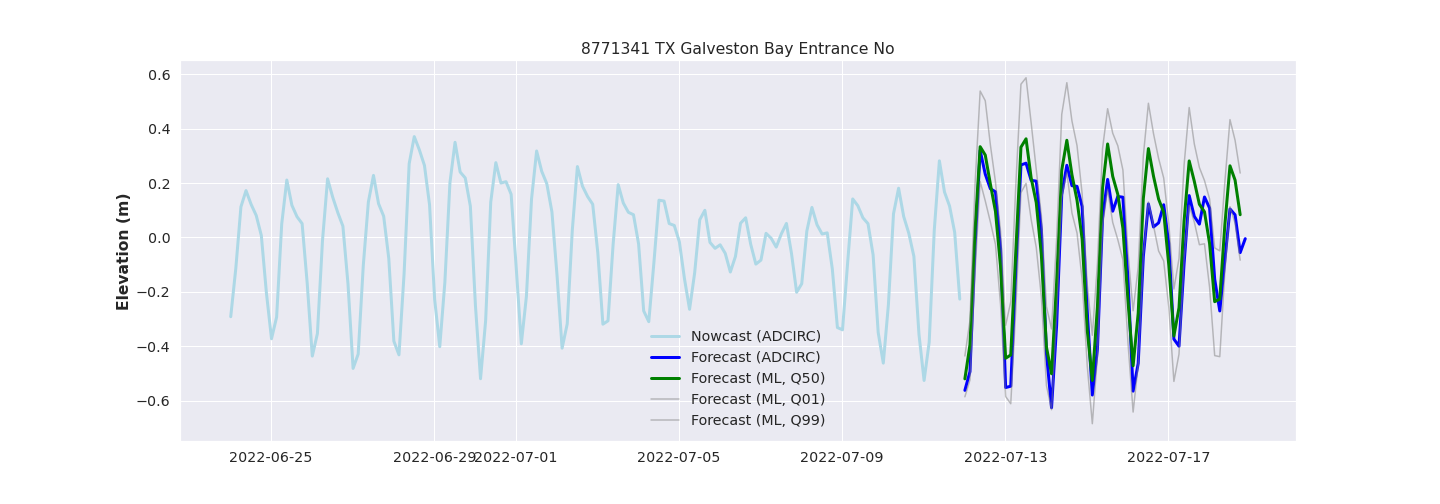 8771341 TX Galveston Bay Entrance No
0.6
0.4
0.2
0.0
−0.2
−0.4
−0.6
Elevation (m)
Nowcast (ADCIRC)
Forecast (ADCIRC)
Forecast (ML, Q50)
Forecast (ML, Q01)
Forecast (ML, Q99)
2022-06-25 2022-06-29 2022-07-01 2022-07-05 2022-07-09 2022-07-13 2022-07-17